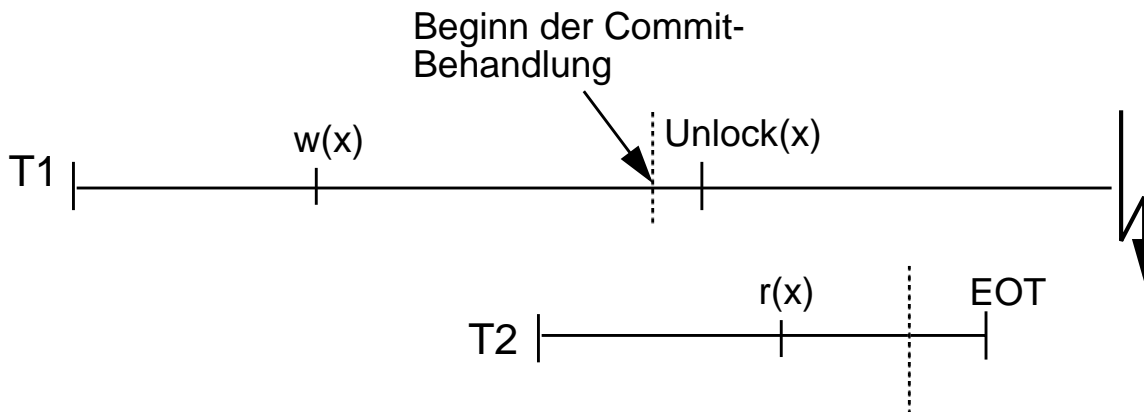 Beginn der Commit-
Behandlung
w(x)
Unlock(x)
T1
r(x)
EOT
T2